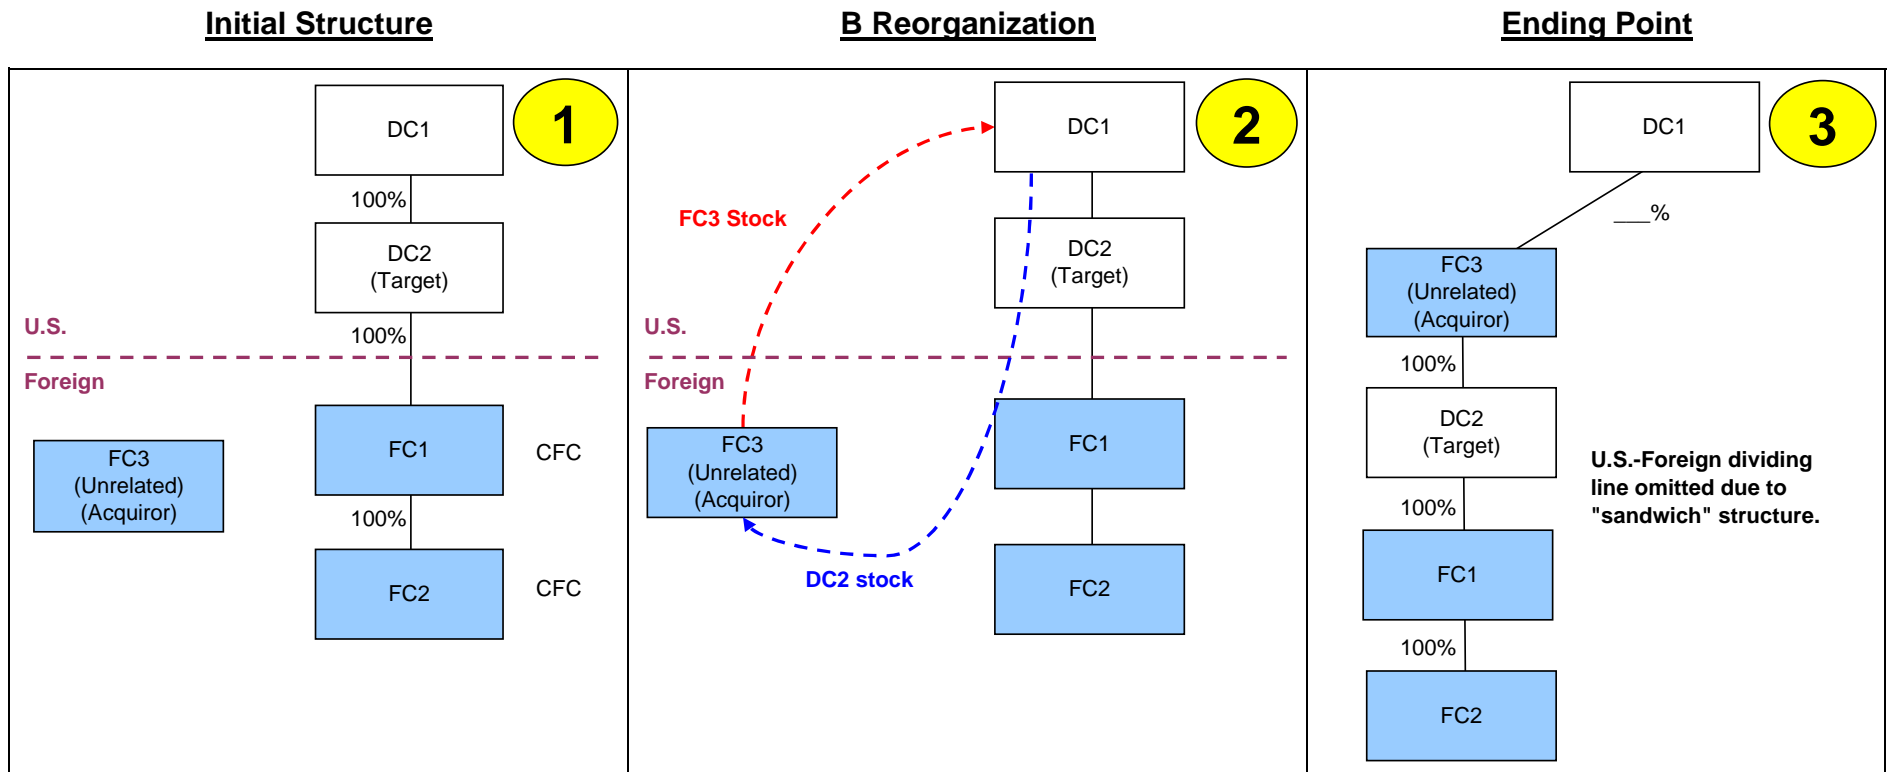 Initial Structure
B Reorganization
Ending Point
DC1
1
100%
DC2
(Target)
U.S.
100%
Foreign
FC3
(Unrelated)
(Acquiror)
FC1
CFC
100%
FC2
CFC
DC1
2
FC3 Stock
DC2
(Target)
U.S.
Foreign
FC3
(Unrelated)
(Acquiror)
FC1
DC2 stock
FC2
DC1
3
___%
FC3
(Unrelated)
(Acquiror)
100%
DC2
(Target)
U.S.-Foreign dividing
line omitted due to
"sandwich" structure.
100%
FC1
100%
FC2